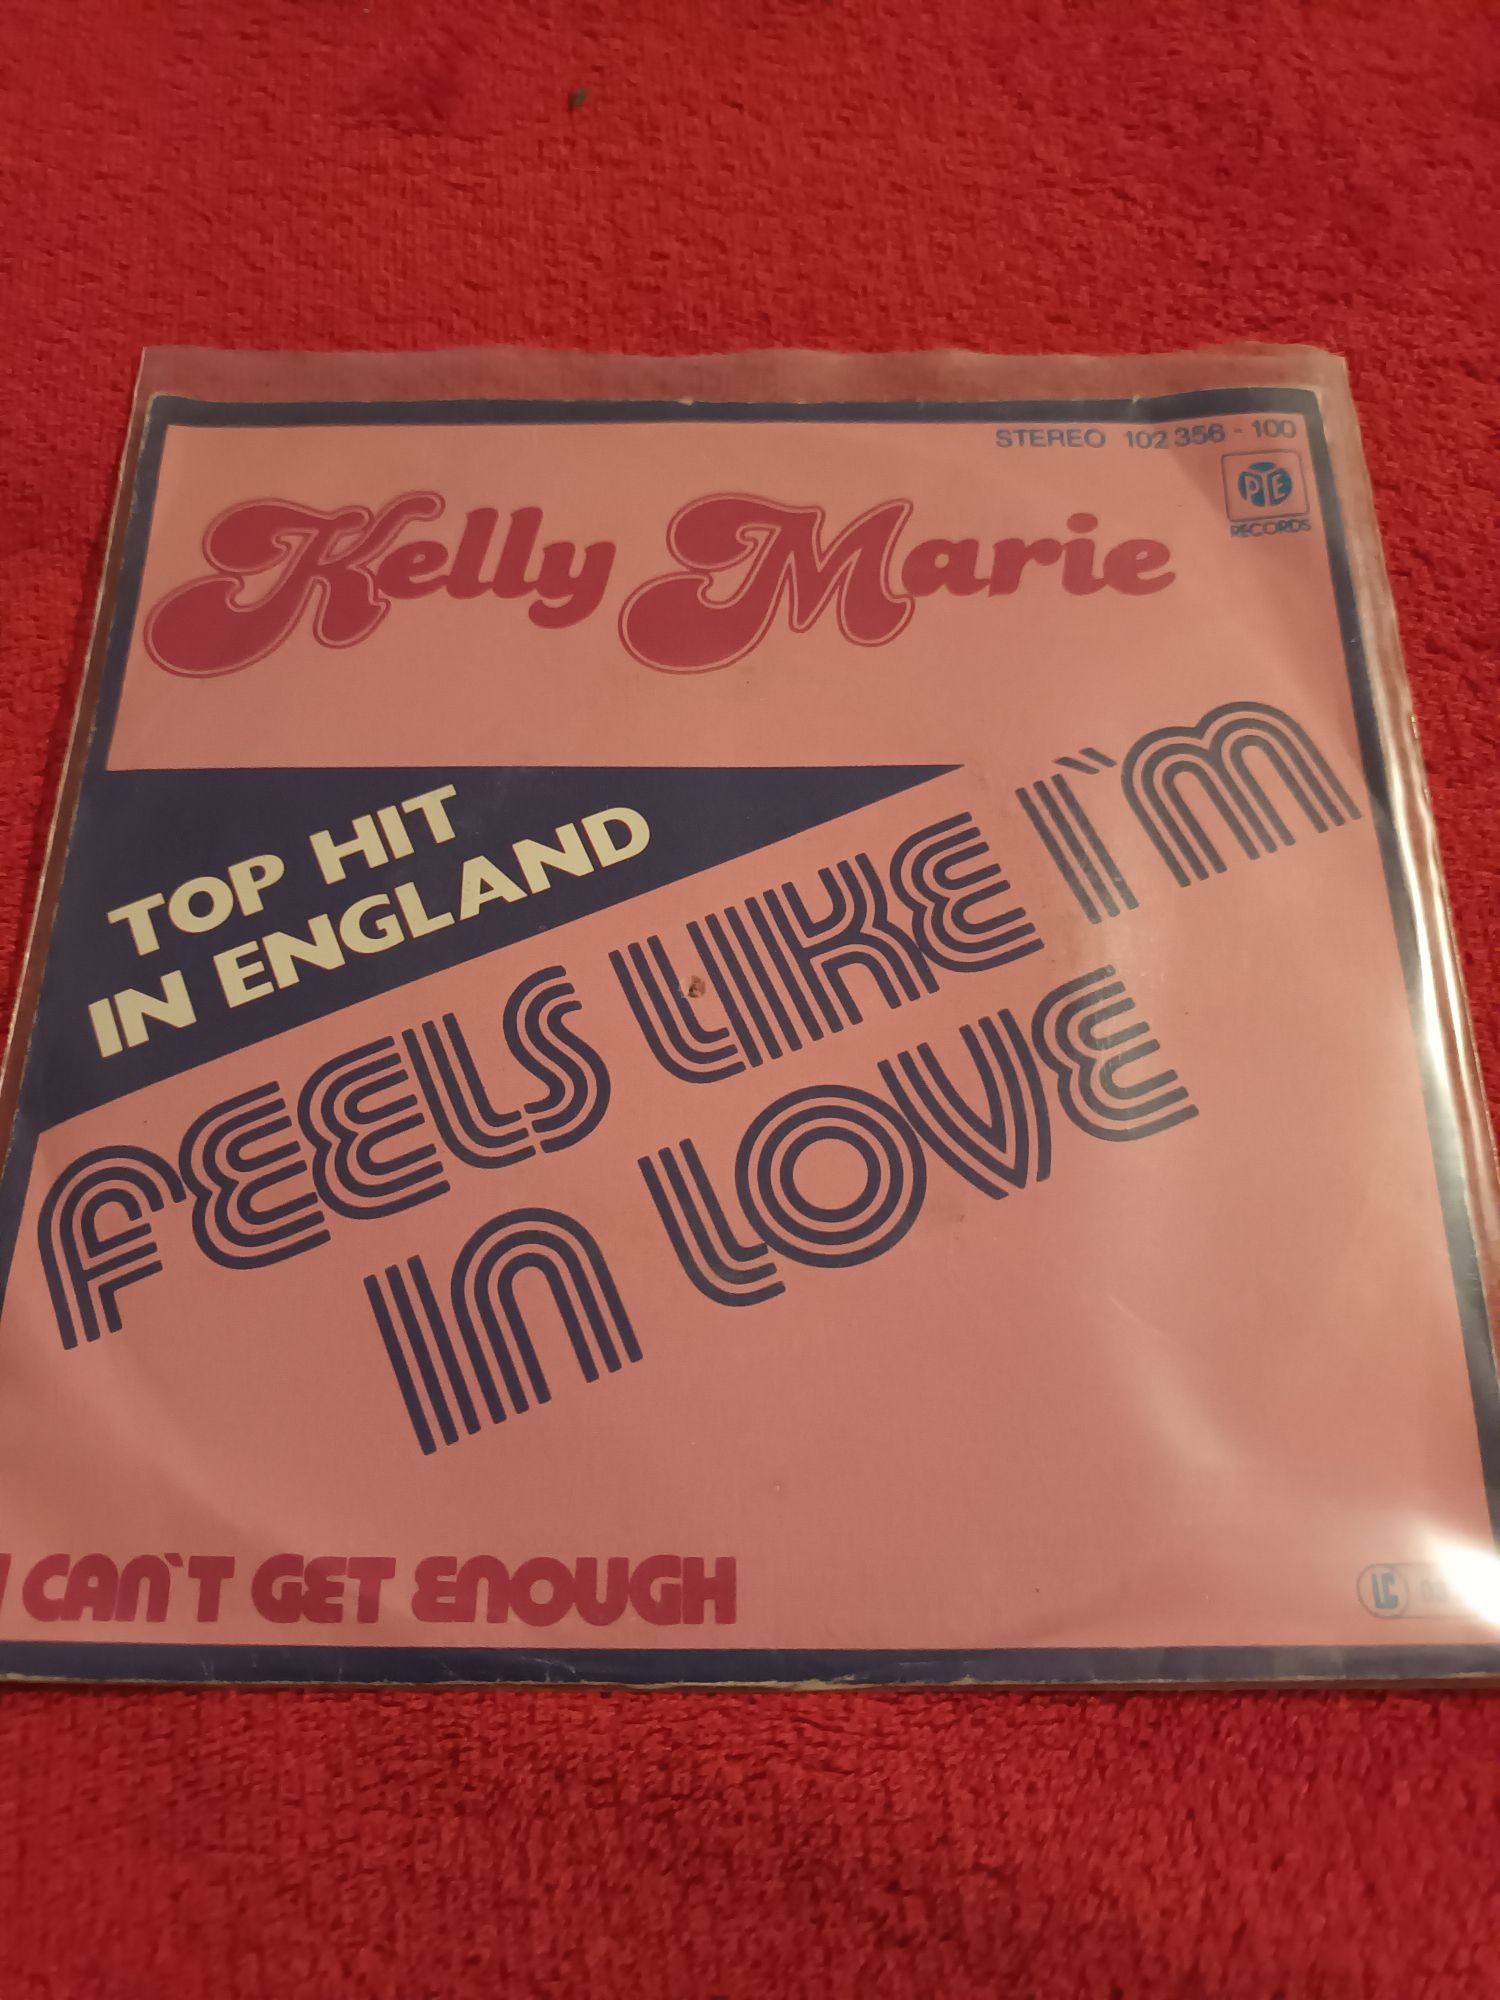 STEREO 102 356 - 100
PYE
RECORDS
Kelly Marie
TOP HIT
IN ENGLAND
FEELS LIKE I`M
IN LOVE
I CAN`T GET ENOUGH
LC